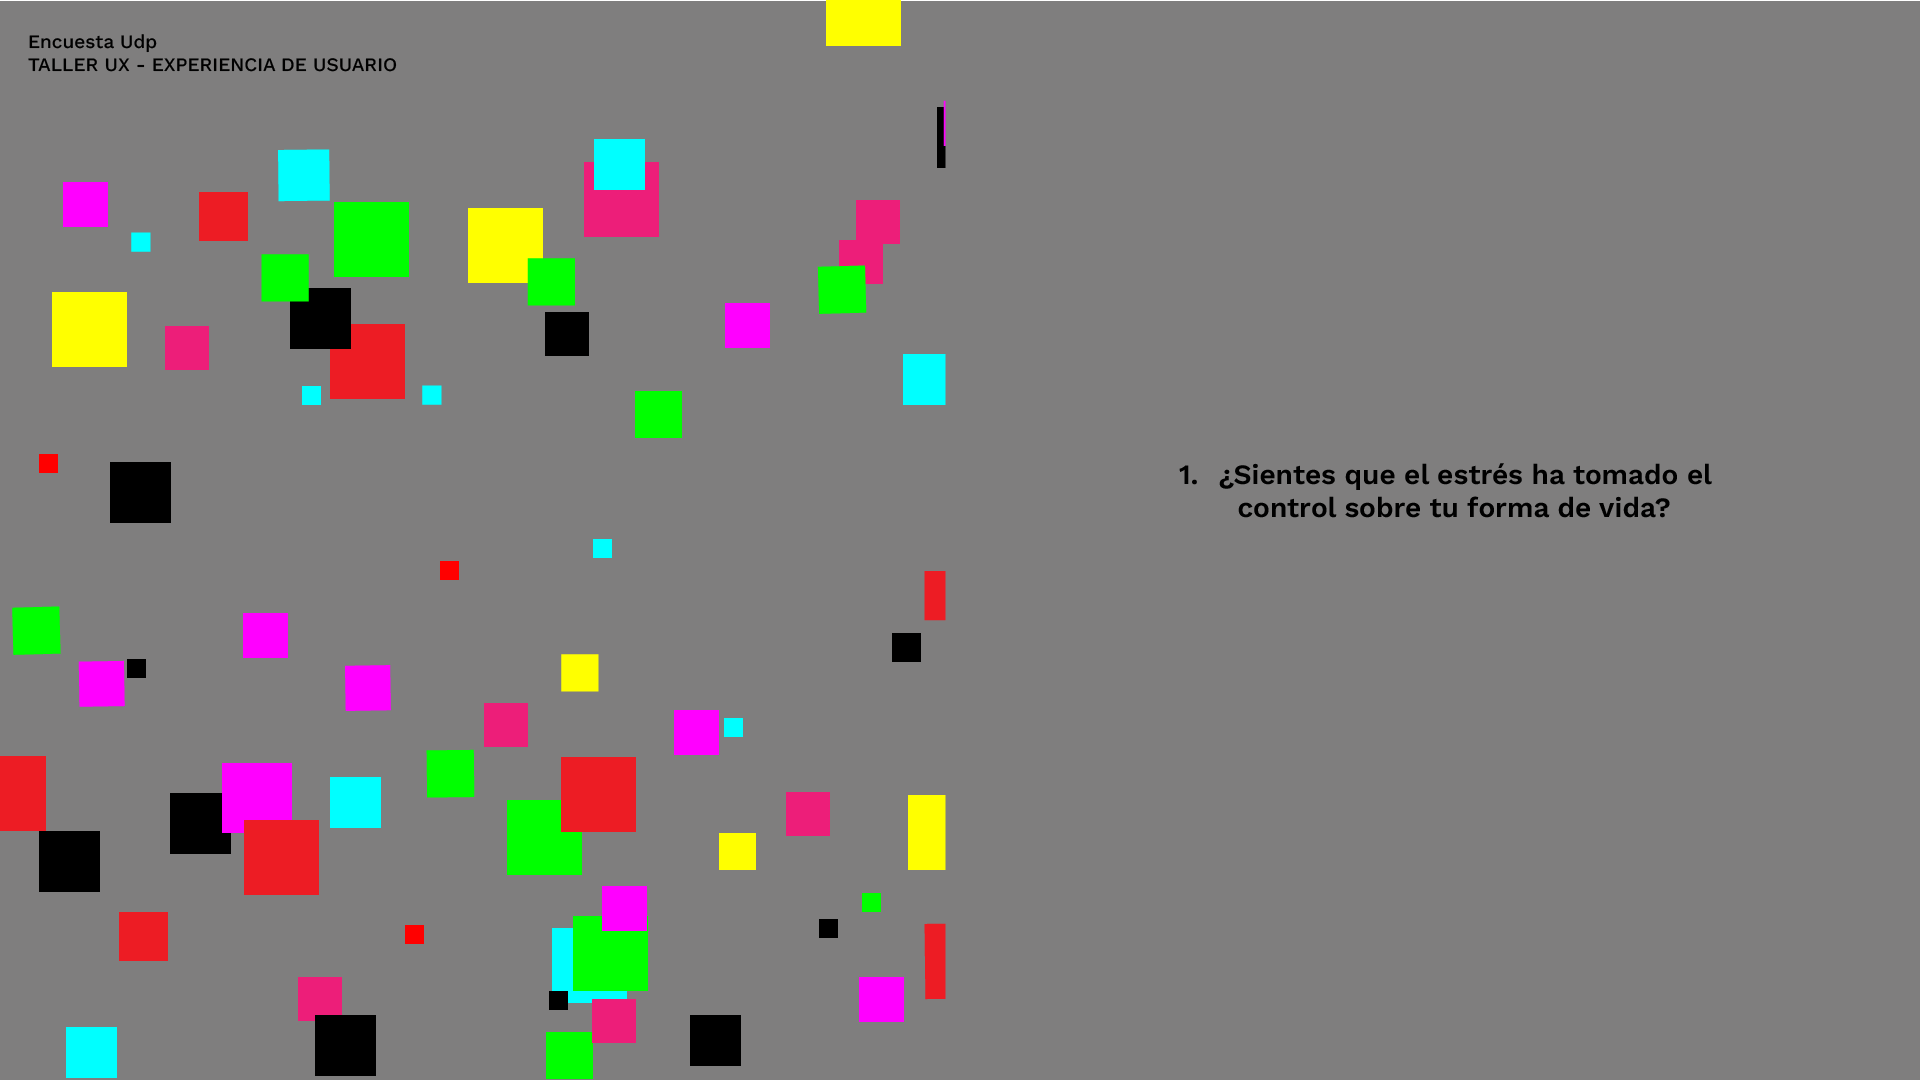 Encuesta Udp
TALLER UX - EXPERIENCIA DE USUARIO
1. ¿Sientes que el estrés ha tomado el
control sobre tu forma de vida?